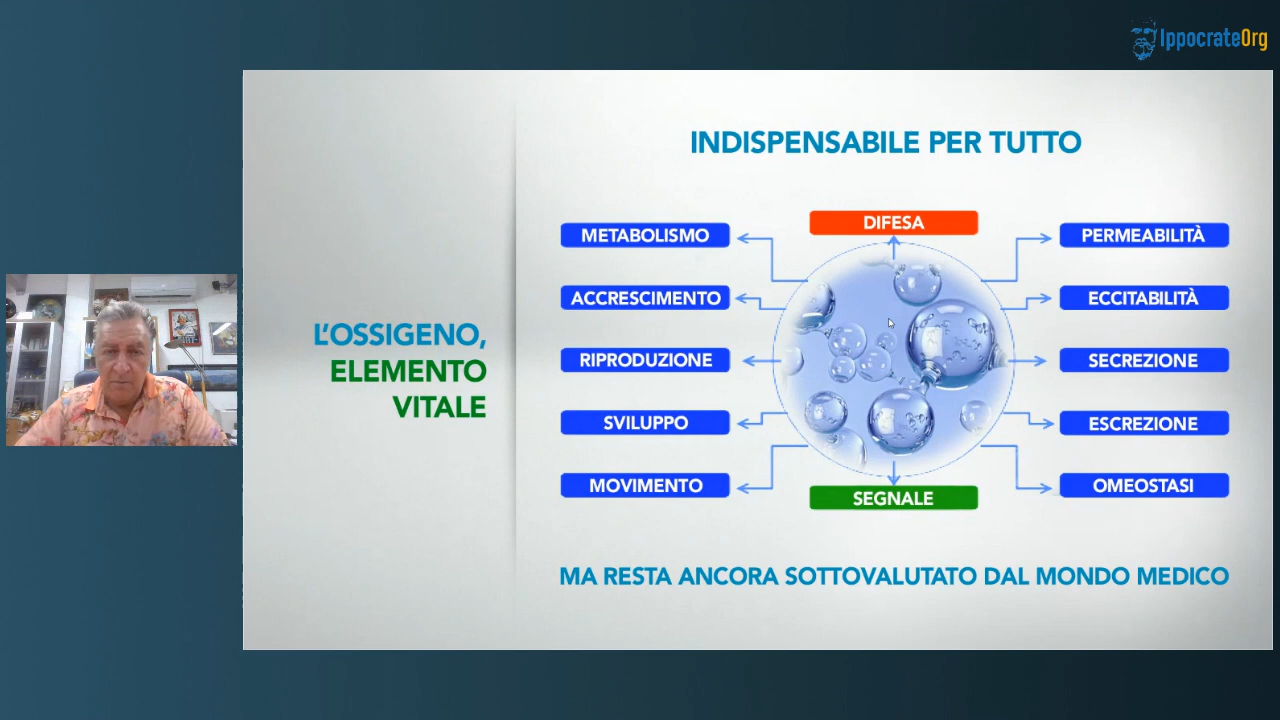 IppocrateOrg
INDISPENSABILE PER TUTTO
L'OSSIGENO,
ELEMENTO
VITALE
DIFESA
METABOLISMO
ACCRESCIMENTO
RIPRODUZIONE
SVILUPPO
MOVIMENTO
PERMEABILITÀ
ECCITABILITÀ
SECREZIONE
ESCREZIONE
OMEOSTASI
SEGNALE
MA RESTA ANCORA SOTTOVALUTATO DAL MONDO MEDICO